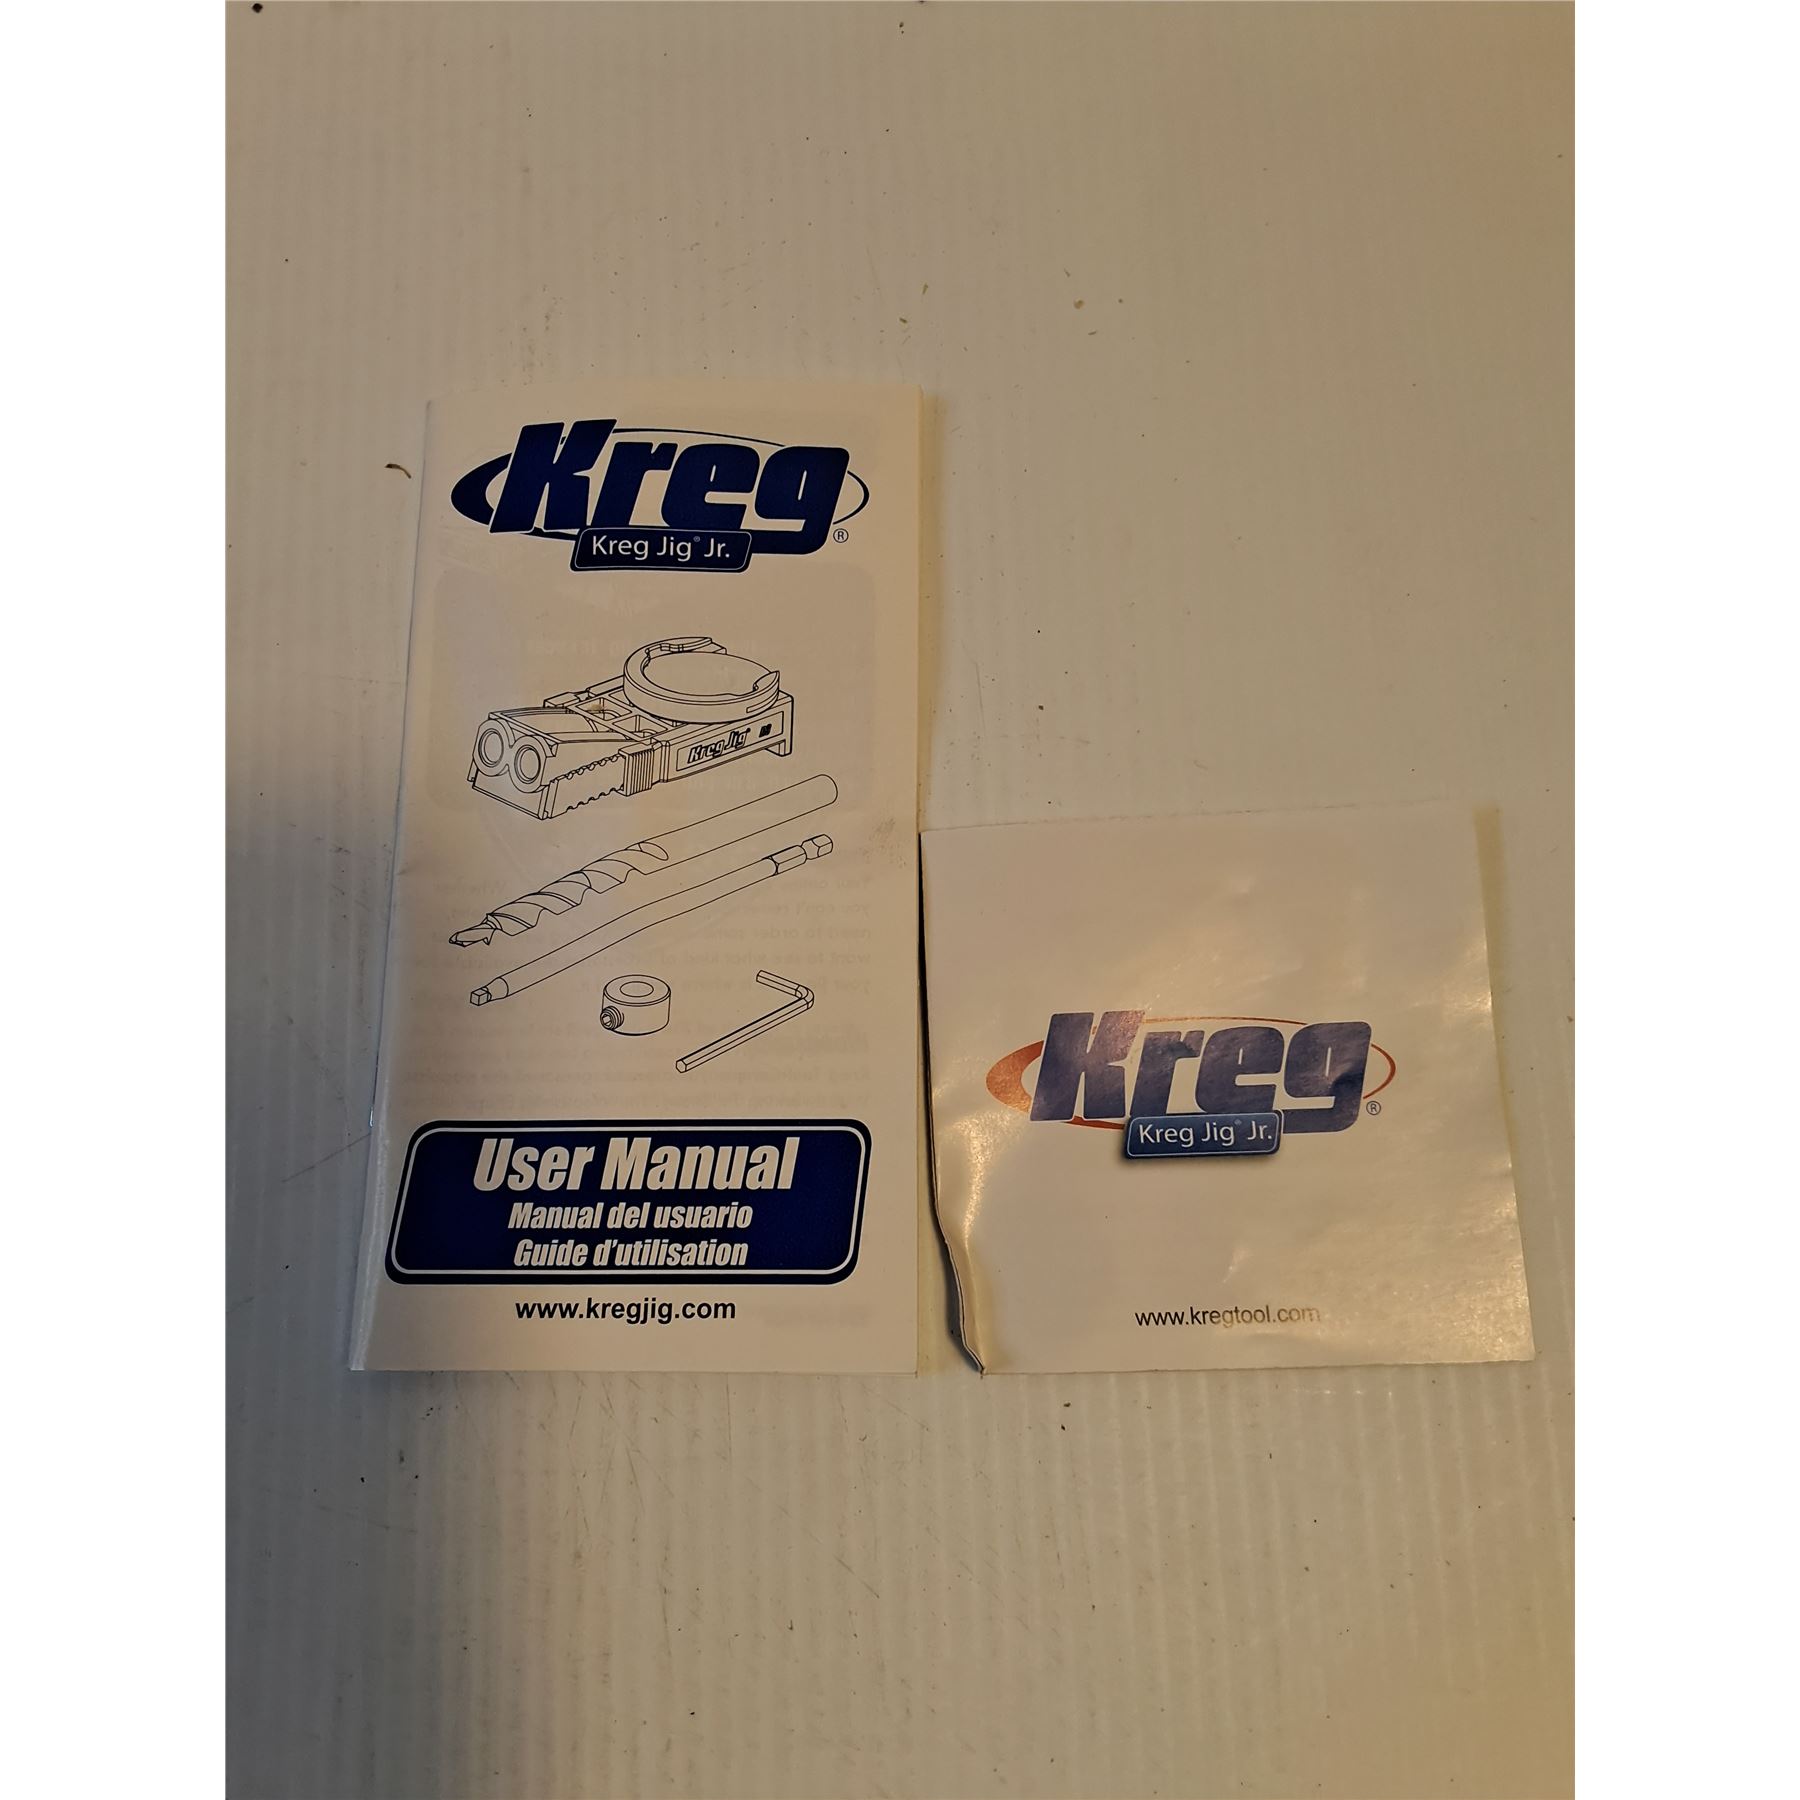 Kreg®
Kreg Jig® Jr.
Kreg Jig®
User Manual
Manual del usuario
Guide d'utilisation
www.kregjig.com
Kreg®
Kreg Jig® Jr.
www.kregtool.com